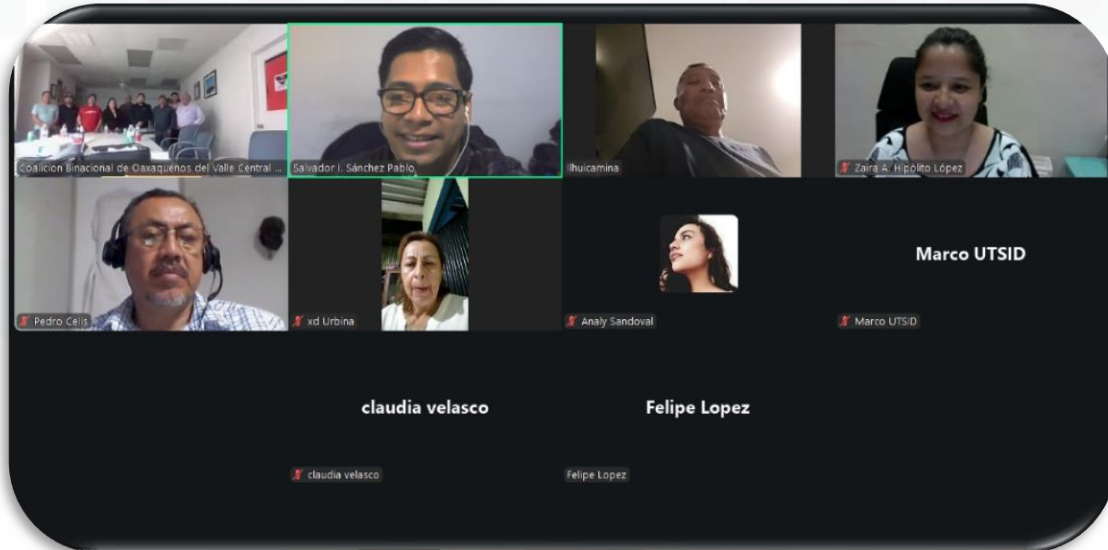 Coalicion Binacional de Oaxaqueños del Valle Central ...
Salvador I. Sánchez Pablo
ilhuicamina
Zaira A. Hipólito López
Pedro Celis
xd Urbina
Analy Sandoval
Marco UTSID
Marco UTSID
claudia velasco
Felipe Lopez
claudia velasco
Felipe Lopez